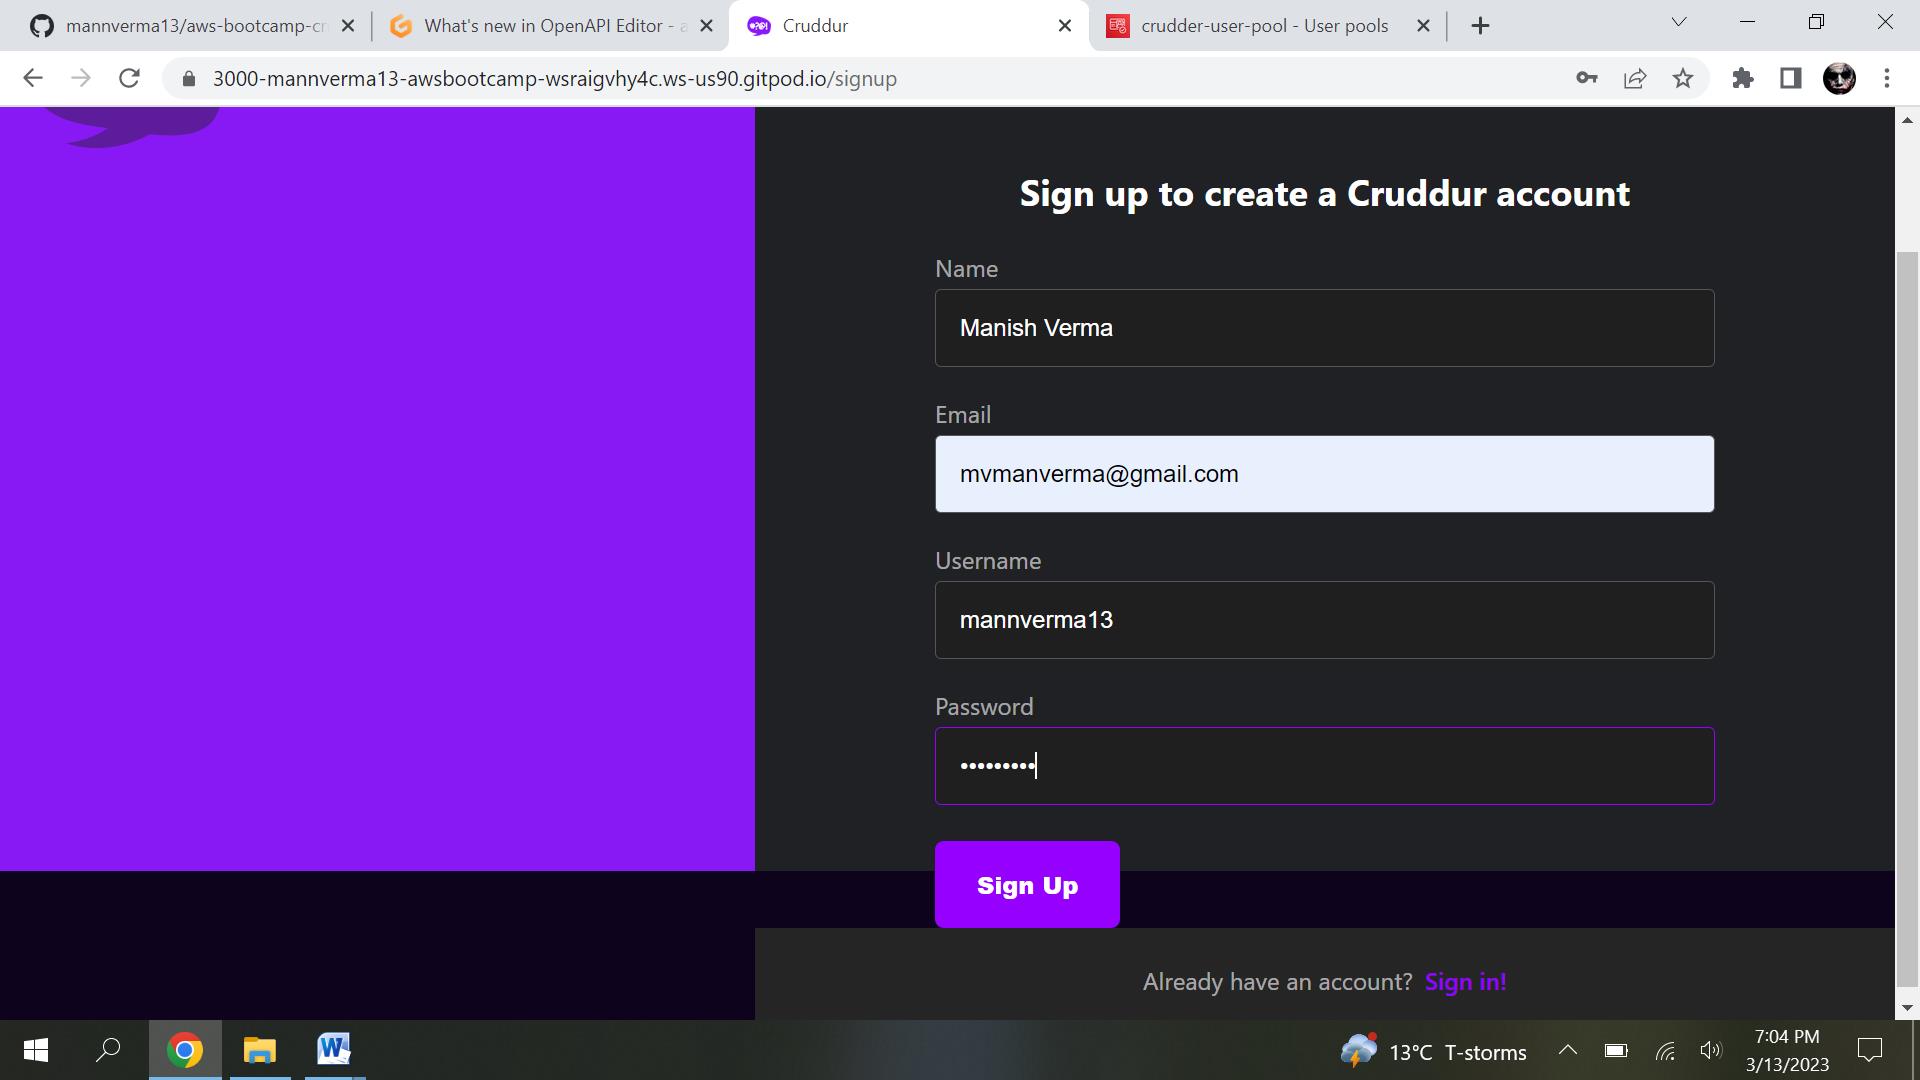 mannverma13/aws-bootcamp-cr
What's new in OpenAPI Editor - a
Cruddur
crudder-user-pool - User pools
3000-mannverma13-awsbootcamp-wsraigvhy4c.ws-us90.gitpod.io/signup
Sign up to create a Cruddur account
Name
Manish Verma
Email
mvmanverma@gmail.com
Username
mannverma13
Password
•••••••••
Sign Up
Already have an account? Sign in!
13°C T-storms
7:04 PM
3/13/2023